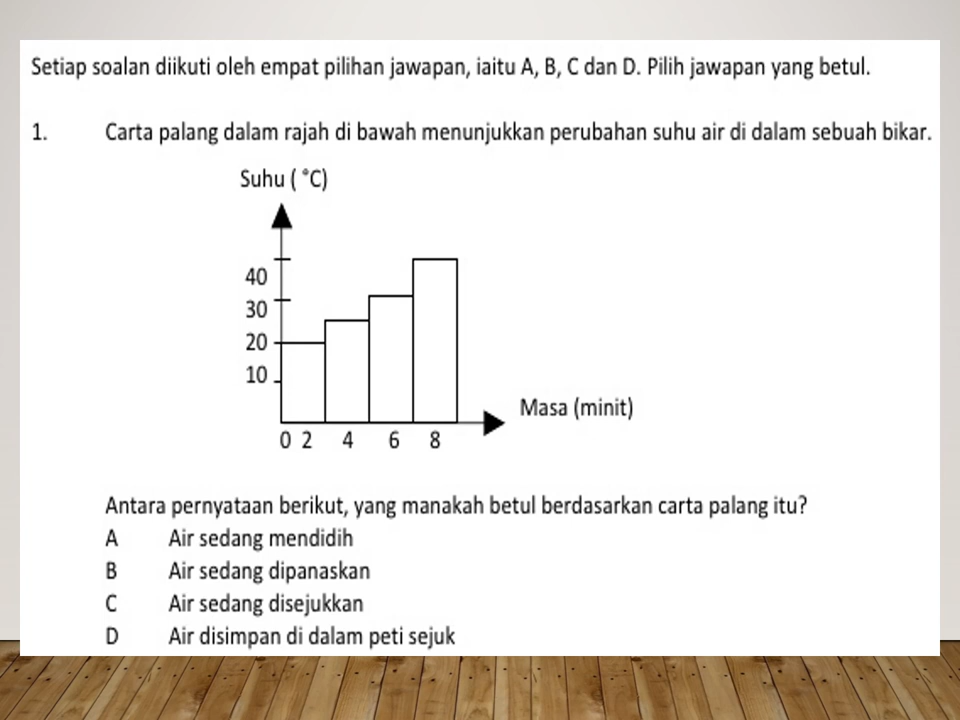 Setiap soalan diikuti oleh empat pilihan jawapan, iaitu A, B, C dan D. Pilih jawapan yang betul.
1. Carta palang dalam rajah di bawah menunjukkan perubahan suhu air di dalam sebuah bikar.
Suhu ( °C)
40
30
20
10
Masa (minit)
0 2 4 6 8
Antara pernyataan berikut, yang manakah betul berdasarkan carta palang itu?
A Air sedang mendidih
B Air sedang dipanaskan
C Air sedang disejukkan
D Air disimpan di dalam peti sejuk